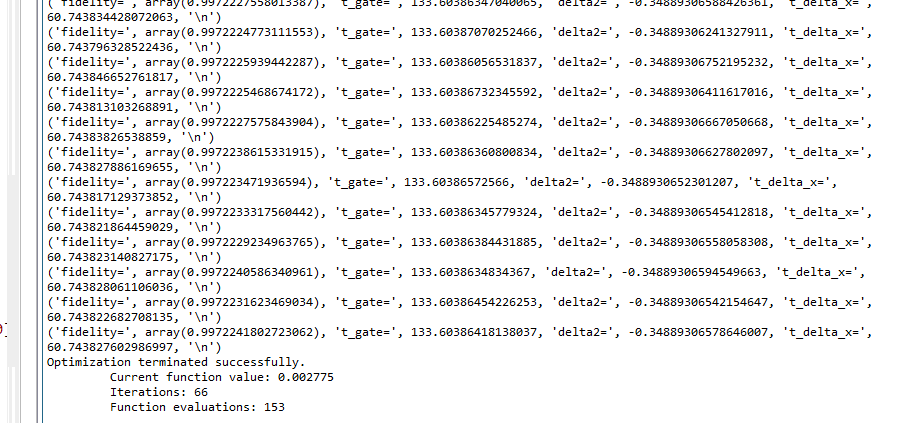 ('fidelity=', array(0.9972227558013387), 't_gate=', 133.60386347040065, 'delta2=', -0.34889306588426361, 't_delta_x=',
60.743834428072063, '\n')
('fidelity=', array(0.9972224773111553), 't_gate=', 133.60387070252466, 'delta2=', -0.34889306241327911, 't_delta_x=',
60.743796328522436, '\n')
('fidelity=', array(0.9972225939442287), 't_gate=', 133.60386056531837, 'delta2=', -0.34889306752195232, 't_delta_x=',
60.743846652761817, '\n')
('fidelity=', array(0.9972225468674172), 't_gate=', 133.60386732345592, 'delta2=', -0.34889306411617016, 't_delta_x=',
60.743813103268891, '\n')
('fidelity=', array(0.9972227575843904), 't_gate=', 133.60386225485274, 'delta2=', -0.34889306667050668, 't_delta_x=',
60.74383826538859, '\n')
('fidelity=', array(0.9972238615331915), 't_gate=', 133.60386360800834, 'delta2=', -0.34889306627802097, 't_delta_x=',
60.743827886169655, '\n')
('fidelity=', array(0.997223471936594), 't_gate=', 133.60386572566, 'delta2=', -0.3488930652301207, 't_delta_x=',
60.743817129373852, '\n')
('fidelity=', array(0.9972233317560442), 't_gate=', 133.60386345779324, 'delta2=', -0.34889306545412818, 't_delta_x=',
60.743821864459029, '\n')
('fidelity=', array(0.9972229234963765), 't_gate=', 133.60386384431885, 'delta2=', -0.34889306558058308, 't_delta_x=',
60.743823140827175, '\n')
('fidelity=', array(0.9972240586340961), 't_gate=', 133.6038634834367, 'delta2=', -0.34889306594549663, 't_delta_x=',
60.743828061106036, '\n')
('fidelity=', array(0.9972231623469034), 't_gate=', 133.60386454226253, 'delta2=', -0.34889306542154647, 't_delta_x=',
60.743822682708135, '\n')
('fidelity=', array(0.9972241802723062), 't_gate=', 133.60386418138037, 'delta2=', -0.34889306578646007, 't_delta_x=',
60.743827602986997, '\n')
Optimization terminated successfully.
Current function value: 0.002775
Iterations: 66
Function evaluations: 153